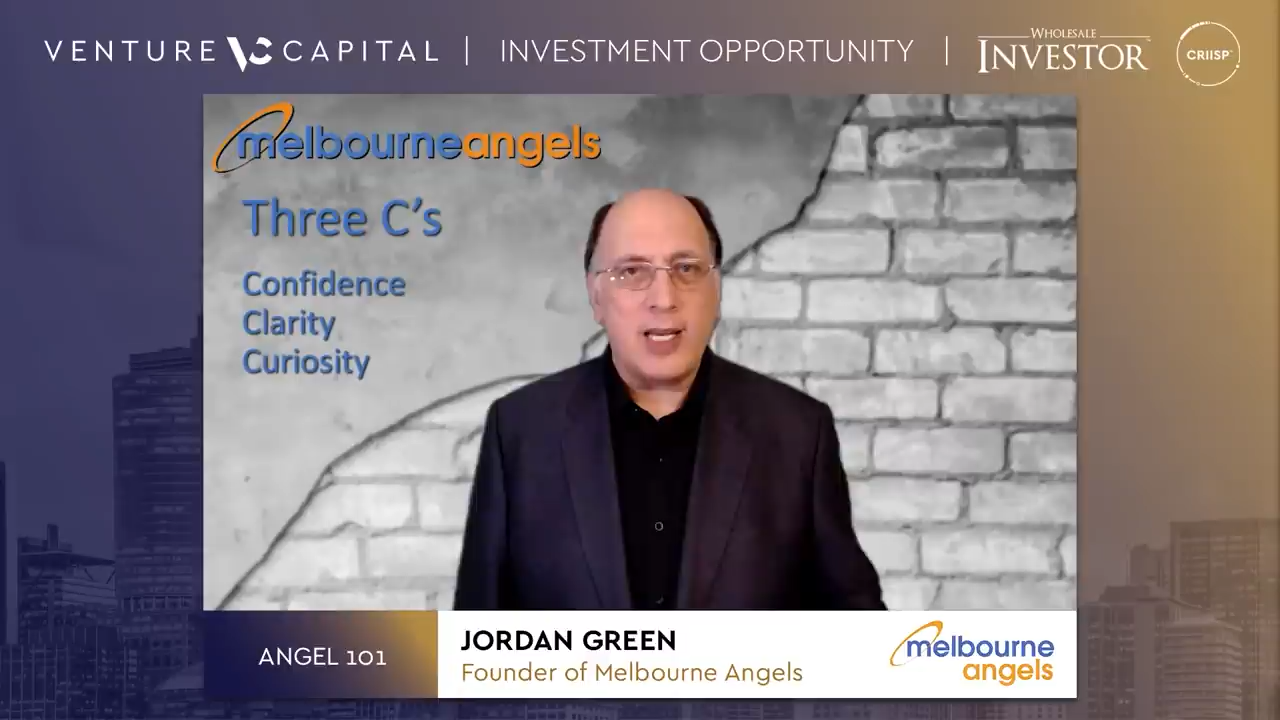 VENTURE VC CAPITAL | INVESTMENT OPPORTUNITY | WHOLESALE INVESTOR CRIISP
melbourneangels
Three C's
Confidence
Clarity
Curiosity
ANGEL 101
JORDAN GREEN
Founder of Melbourne Angels
melbourne
angels